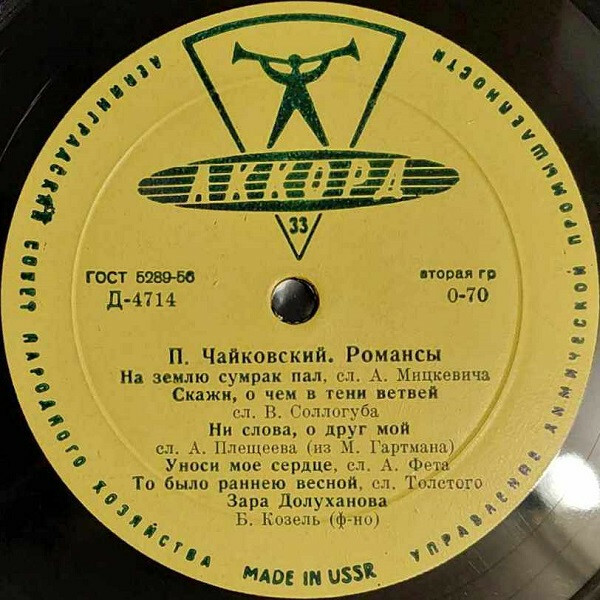 ЛЕНИНГРАДСКИЙ СОВЕТ НАРОДНОГО ХОЗЯЙСТВА
УПРАВЛЕНИЕ ХИМИЧЕСКОЙ ПРОМЫШЛЕННОСТИ
АККОРД
33
ГОСТ 5289-56
вторая гр
Д-4714
0-70
П. Чайковский. Романсы
На землю сумрак пал, сл. А. Мицкевича
Скажи, о чем в тени ветвей
сл. В. Соллогуба
Ни слова, о друг мой
сл. А. Плещеева (из М. Гартмана)
Уноси мое сердце, сл. А. Фета
То было раннею весной, сл. Толстого
Зара Долуханова
Б. Козель (ф-но)
MADE IN USSR